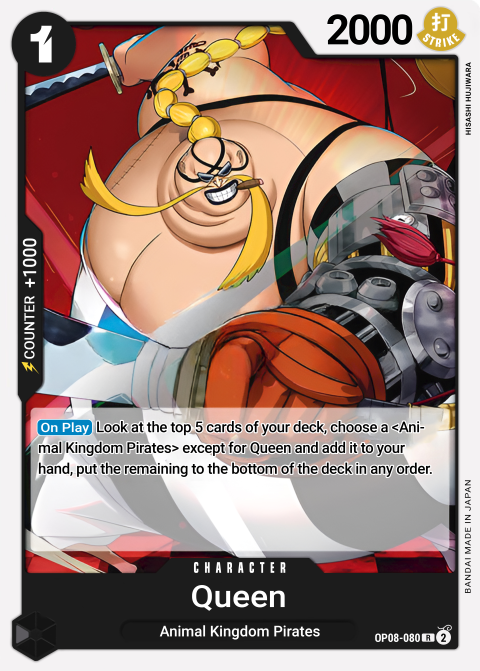 1
2000
打
STRIKE
HISASHI HUJIWARA
COUNTER +1000
On Play Look at the top 5 cards of your deck, choose a <Ani-
mal Kingdom Pirates> except for Queen and add it to your
hand, put the remaining to the bottom of the deck in any order.
BANDAI MADE IN JAPAN
CHARACTER
Queen
Animal Kingdom Pirates
OP08-080 R 2